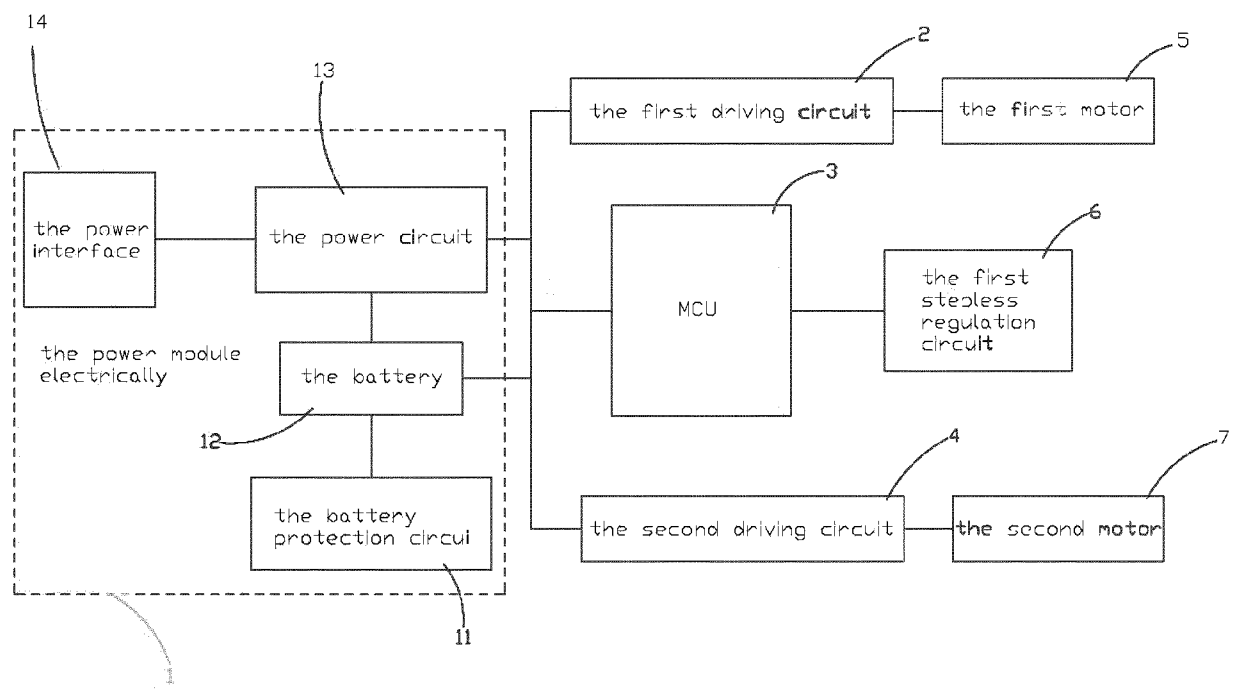 14
2
5
13
the first driving circuit
the first motor
3
6
the power
interface
the power circuit
MCU
the first
stepless
regulation
circuit
the power module
electrically
the battery
12
4
7
the battery
protection circui
the second driving circuit
the second motor
11